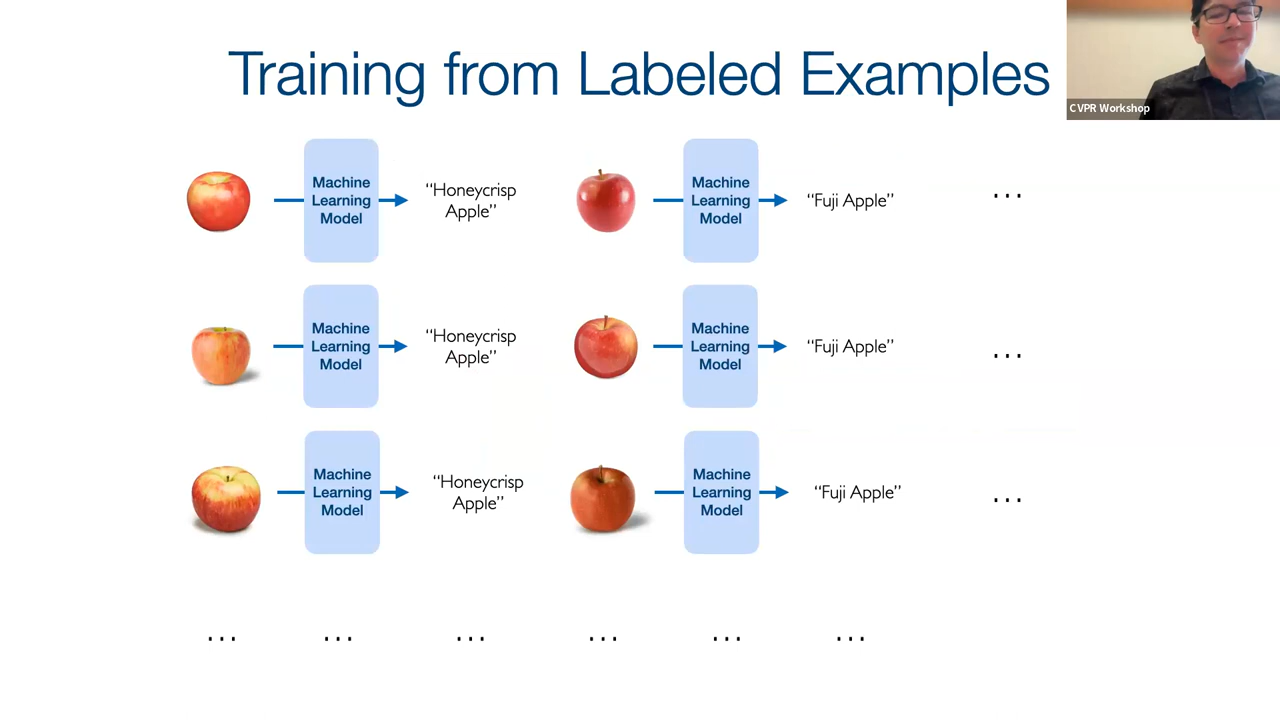 Training from Labeled Examples
CVPR Workshop
Machine
Learning
Model
“Honeycrisp
Apple”
Machine
Learning
Model
“Fuji Apple”
...
Machine
Learning
Model
“Honeycrisp
Apple”
Machine
Learning
Model
“Fuji Apple”
...
Machine
Learning
Model
“Honeycrisp
Apple”
Machine
Learning
Model
“Fuji Apple”
...
... ... ... ... ... ...